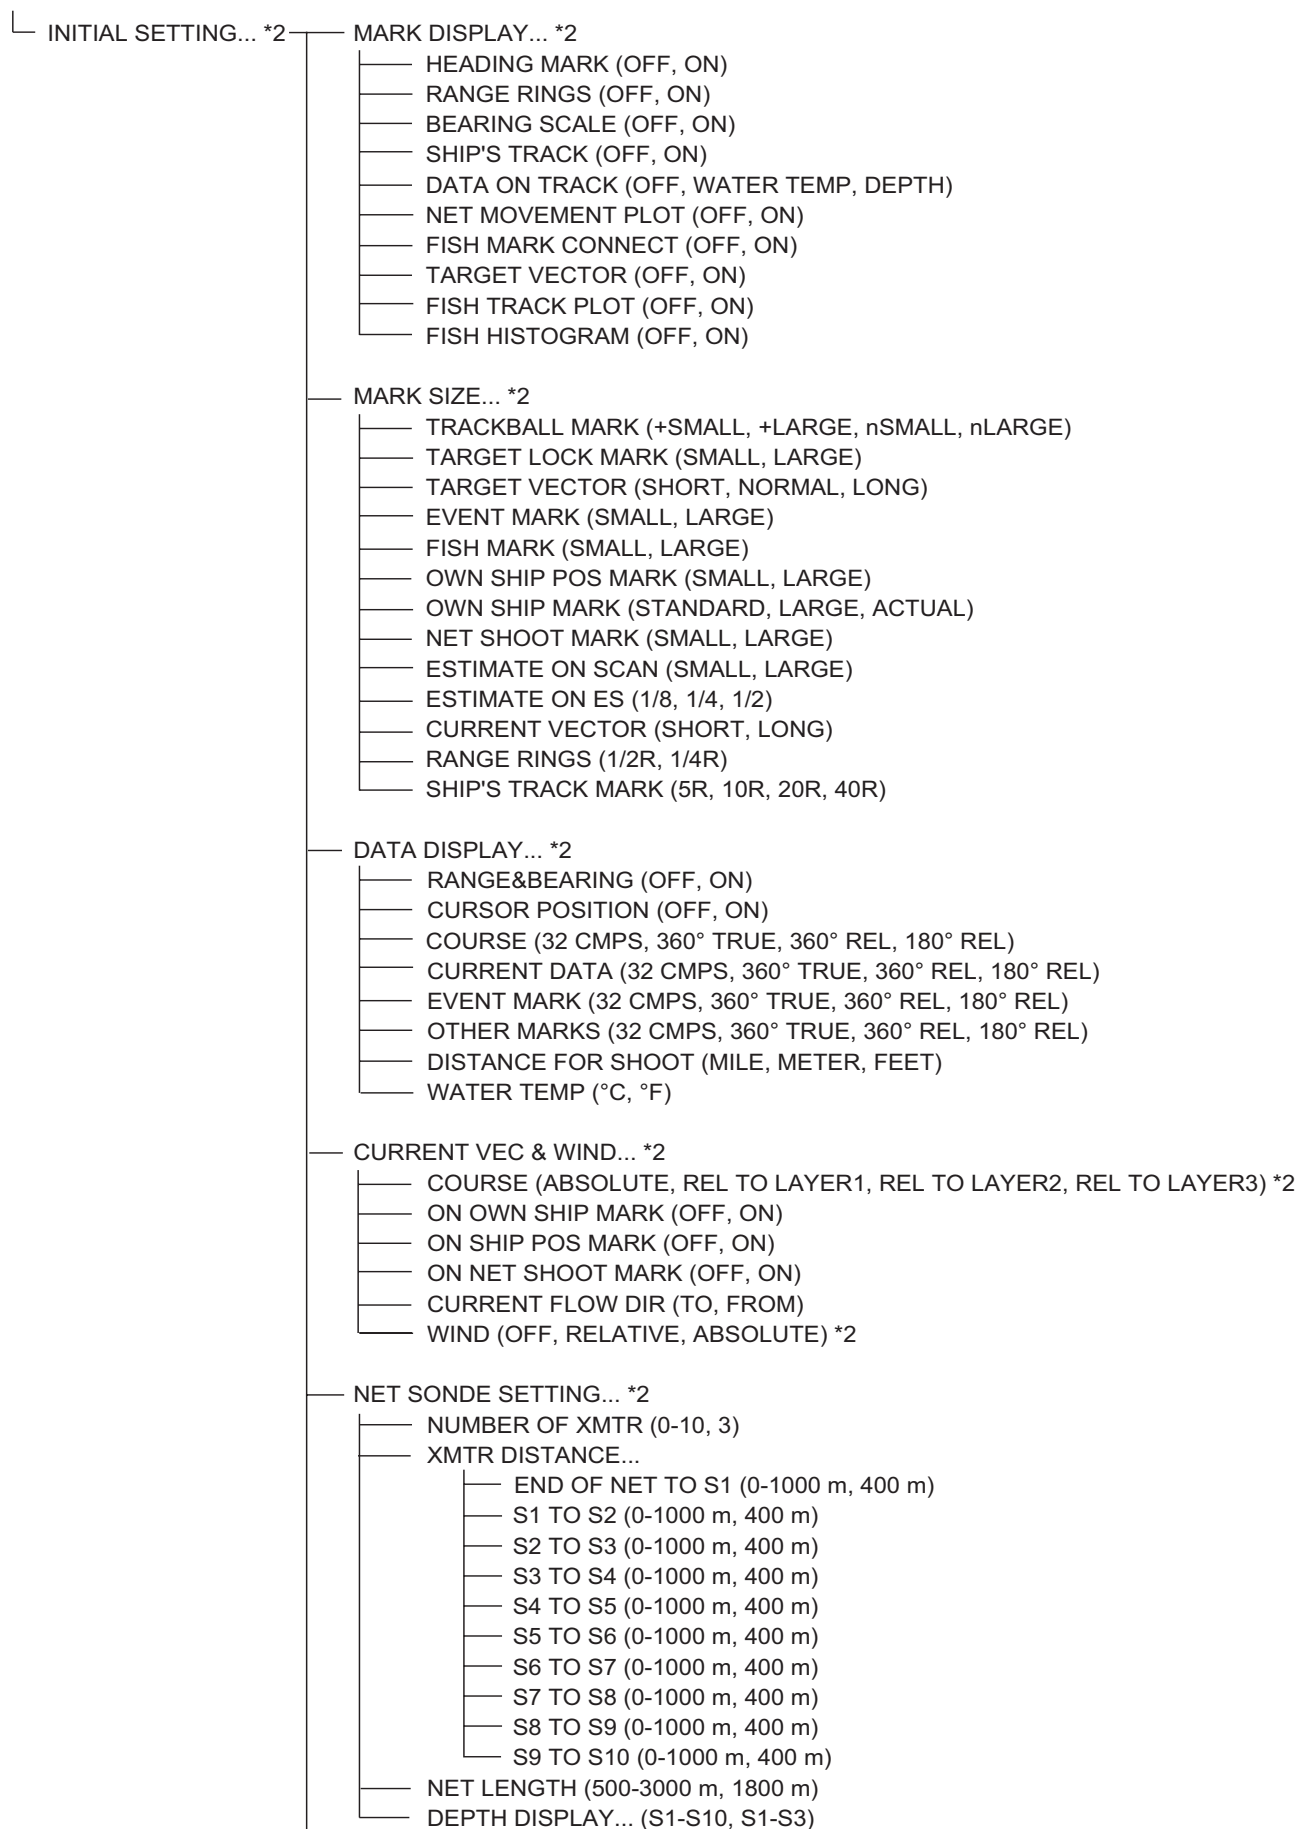 INITIAL SETTING... *2
MARK DISPLAY... *2
HEADING MARK (OFF, ON)
RANGE RINGS (OFF, ON)
BEARING SCALE (OFF, ON)
SHIP'S TRACK (OFF, ON)
DATA ON TRACK (OFF, WATER TEMP, DEPTH)
NET MOVEMENT PLOT (OFF, ON)
FISH MARK CONNECT (OFF, ON)
TARGET VECTOR (OFF, ON)
FISH TRACK PLOT (OFF, ON)
FISH HISTOGRAM (OFF, ON)
MARK SIZE... *2
TRACKBALL MARK (+SMALL, +LARGE, nSMALL, nLARGE)
TARGET LOCK MARK (SMALL, LARGE)
TARGET VECTOR (SHORT, NORMAL, LONG)
EVENT MARK (SMALL, LARGE)
FISH MARK (SMALL, LARGE)
OWN SHIP POS MARK (SMALL, LARGE)
OWN SHIP MARK (STANDARD, LARGE, ACTUAL)
NET SHOOT MARK (SMALL, LARGE)
ESTIMATE ON SCAN (SMALL, LARGE)
ESTIMATE ON ES (1/8, 1/4, 1/2)
CURRENT VECTOR (SHORT, LONG)
RANGE RINGS (1/2R, 1/4R)
SHIP'S TRACK MARK (5R, 10R, 20R, 40R)
DATA DISPLAY... *2
RANGE&BEARING (OFF, ON)
CURSOR POSITION (OFF, ON)
COURSE (32 CMPS, 360° TRUE, 360° REL, 180° REL)
CURRENT DATA (32 CMPS, 360° TRUE, 360° REL, 180° REL)
EVENT MARK (32 CMPS, 360° TRUE, 360° REL, 180° REL)
OTHER MARKS (32 CMPS, 360° TRUE, 360° REL, 180° REL)
DISTANCE FOR SHOOT (MILE, METER, FEET)
WATER TEMP (°C, °F)
CURRENT VEC & WIND... *2
COURSE (ABSOLUTE, REL TO LAYER1, REL TO LAYER2, REL TO LAYER3) *2
ON OWN SHIP MARK (OFF, ON)
ON SHIP POS MARK (OFF, ON)
ON NET SHOOT MARK (OFF, ON)
CURRENT FLOW DIR (TO, FROM)
WIND (OFF, RELATIVE, ABSOLUTE) *2
NET SONDE SETTING... *2
NUMBER OF XMTR (0-10, 3)
XMTR DISTANCE...
END OF NET TO S1 (0-1000 m, 400 m)
S1 TO S2 (0-1000 m, 400 m)
S2 TO S3 (0-1000 m, 400 m)
S3 TO S4 (0-1000 m, 400 m)
S4 TO S5 (0-1000 m, 400 m)
S5 TO S6 (0-1000 m, 400 m)
S6 TO S7 (0-1000 m, 400 m)
S7 TO S8 (0-1000 m, 400 m)
S8 TO S9 (0-1000 m, 400 m)
S9 TO S10 (0-1000 m, 400 m)
NET LENGTH (500-3000 m, 1800 m)
DEPTH DISPLAY... (S1-S10, S1-S3)